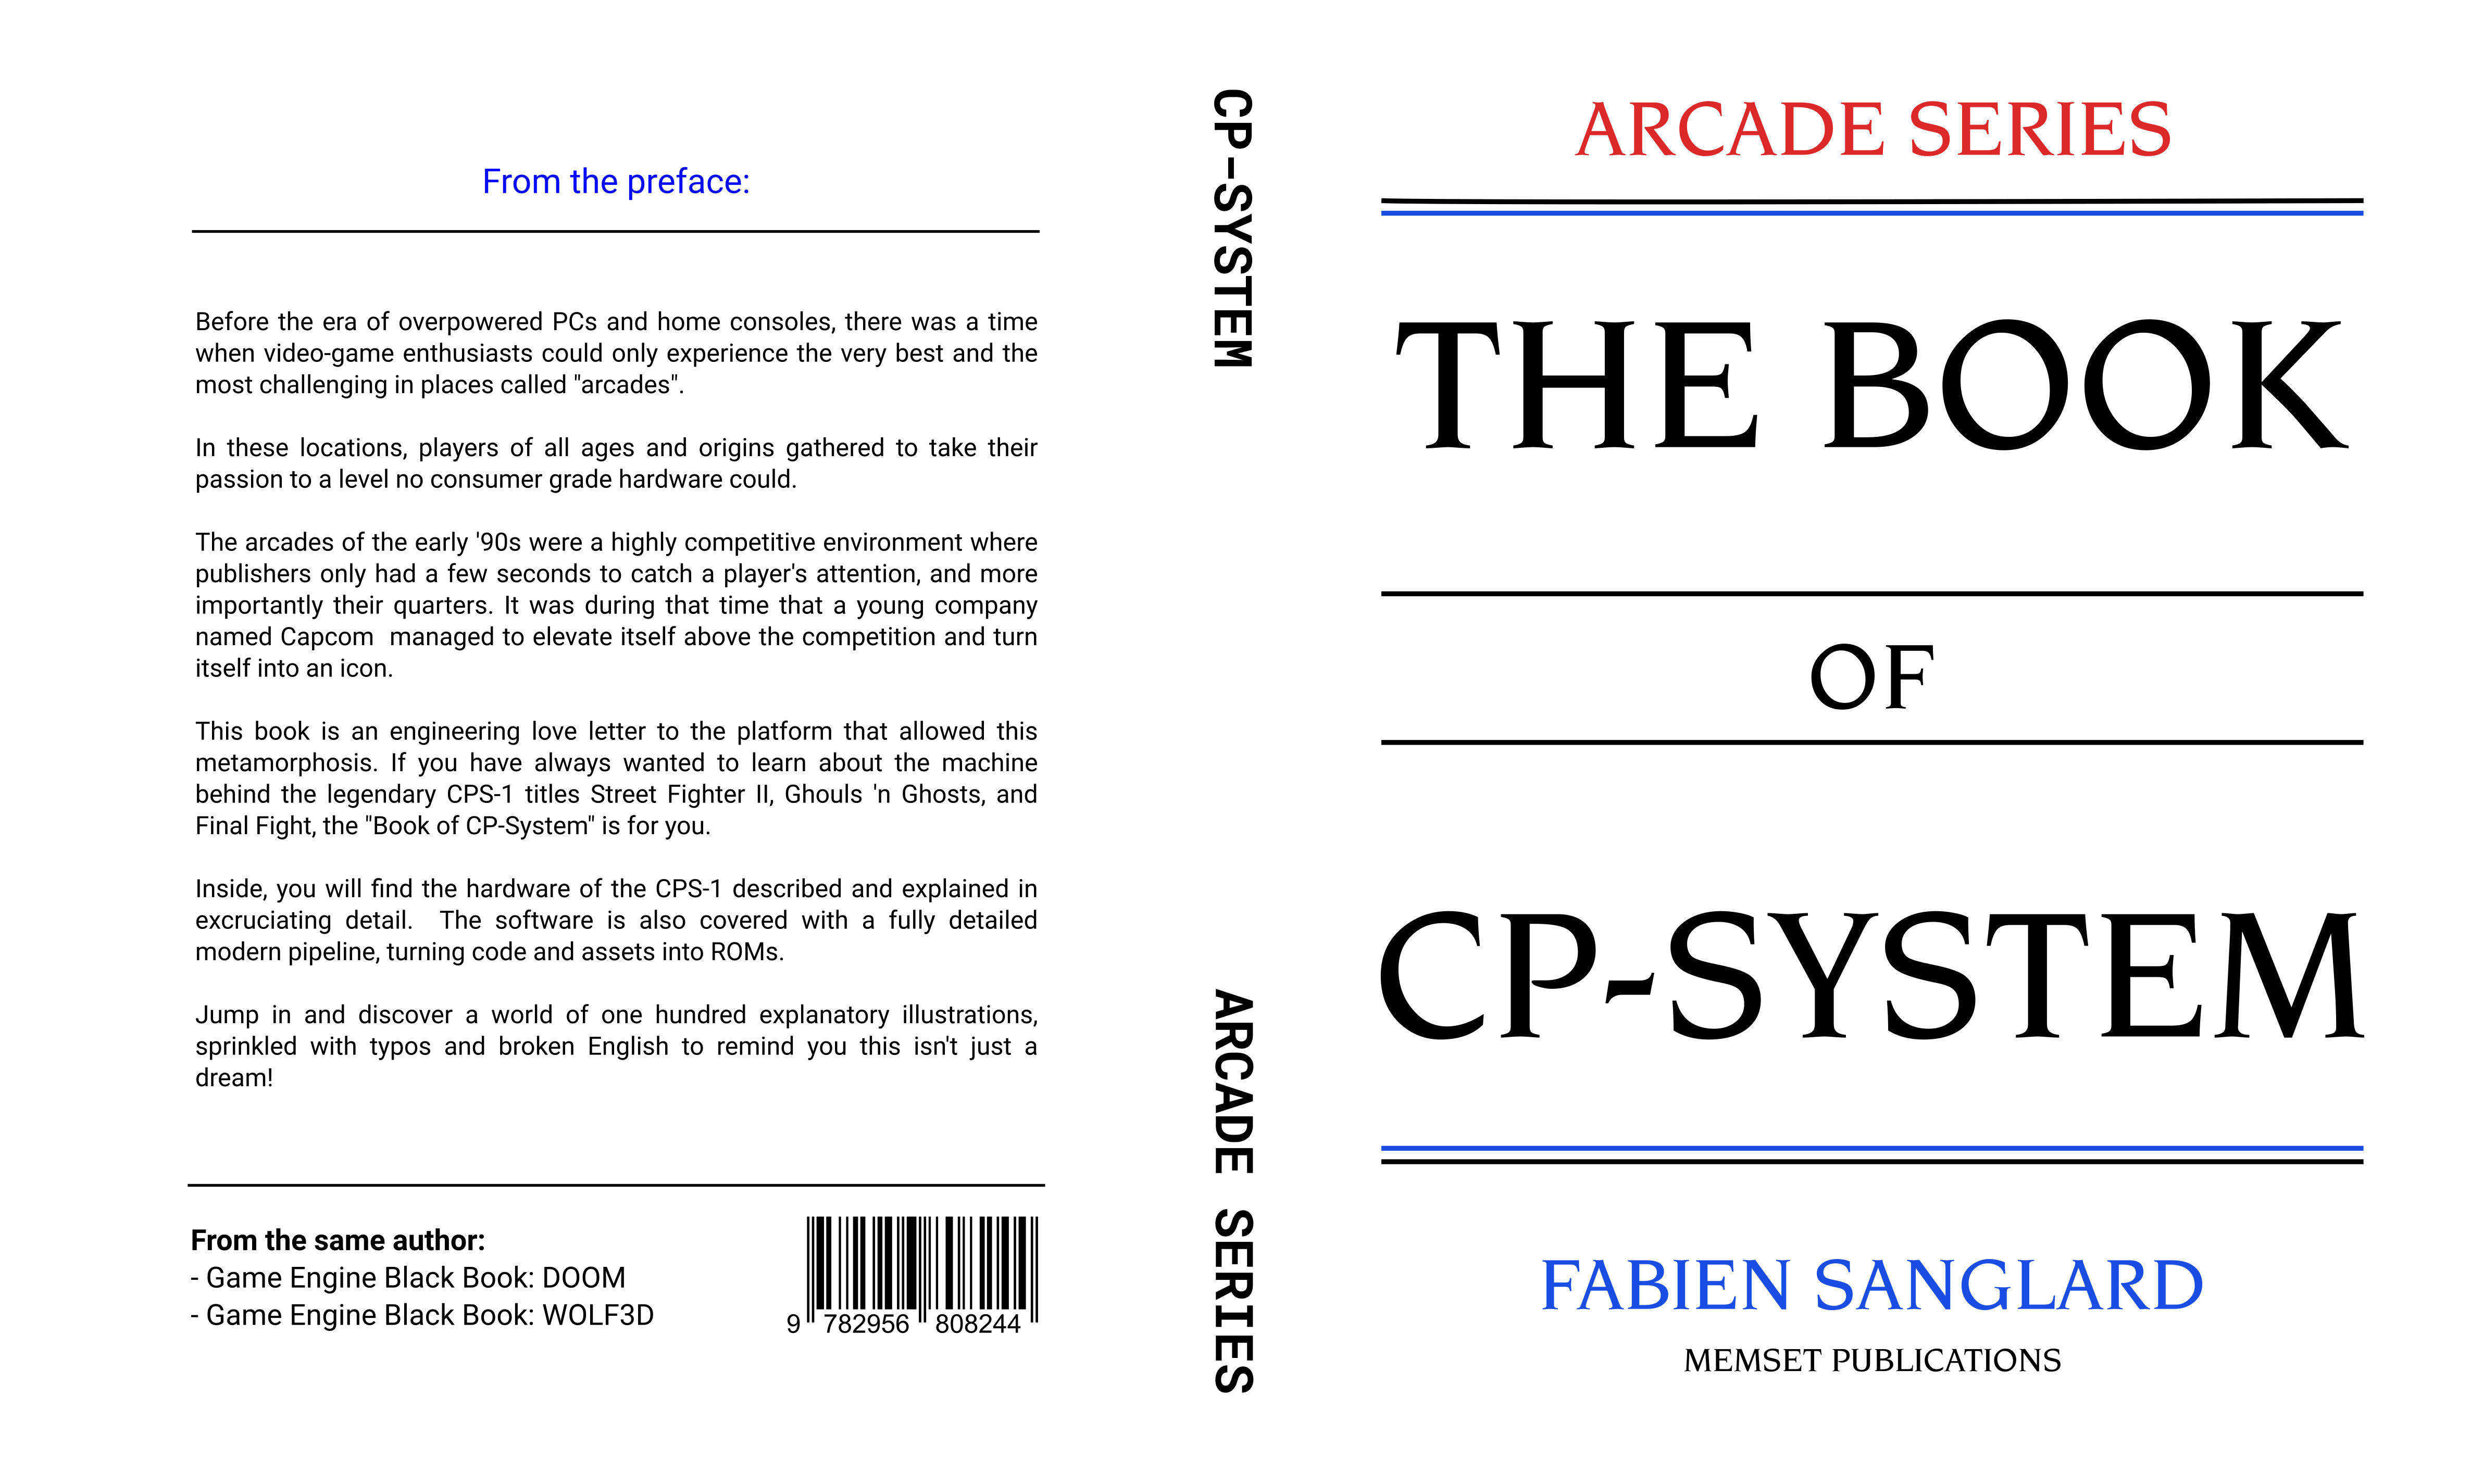 From the preface:
Before the era of overpowered PCs and home consoles, there was a time
when video-game enthusiasts could only experience the very best and the
most challenging in places called "arcades".
In these locations, players of all ages and origins gathered to take their
passion to a level no consumer grade hardware could.
The arcades of the early '90s were a highly competitive environment where
publishers only had a few seconds to catch a player's attention, and more
importantly their quarters. It was during that time that a young company
named Capcom  managed to elevate itself above the competition and turn
itself into an icon.
This book is an engineering love letter to the platform that allowed this
metamorphosis. If you have always wanted to learn about the machine
behind the legendary CPS-1 titles Street Fighter II, Ghouls 'n Ghosts, and
Final Fight, the "Book of CP-System" is for you.
Inside, you will find the hardware of the CPS-1 described and explained in
excruciating detail.  The software is also covered with a fully detailed
modern pipeline, turning code and assets into ROMs.
Jump in and discover a world of one hundred explanatory illustrations,
sprinkled with typos and broken English to remind you this isn't just a
dream!
From the same author:
- Game Engine Black Book: DOOM
- Game Engine Black Book: WOLF3D
9 782956 808244
CP-SYSTEM
ARCADE SERIES
ARCADE SERIES
THE BOOK
OF
CP-SYSTEM
FABIEN SANGLARD
MEMSET PUBLICATIONS